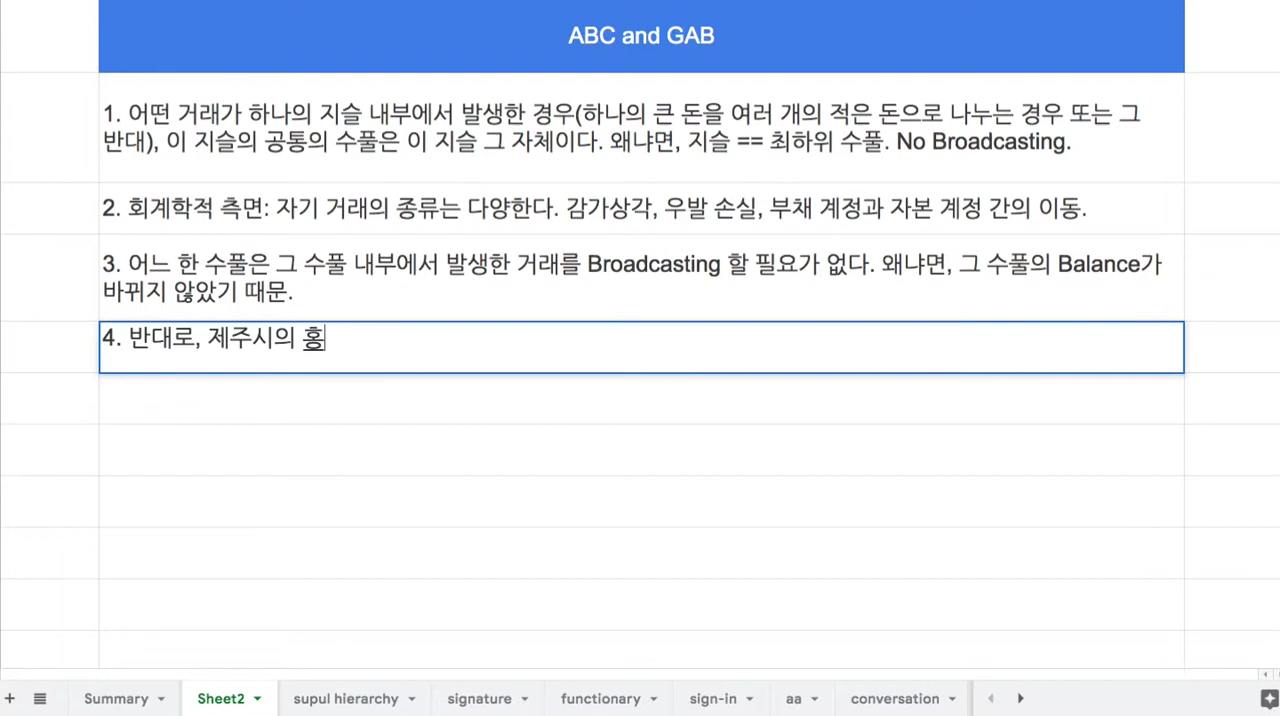 ABC and GAB
1. 어떤 거래가 하나의 지슬 내부에서 발생한 경우(하나의 큰 돈을 여러 개의 적은 돈으로 나누는 경우 또는 그
반대), 이 지슬의 공통의 수풀은 이 지슬 그 자체이다. 왜냐면, 지슬 == 최하위 수풀. No Broadcasting.
2. 회계학적 측면: 자기 거래의 종류는 다양한다. 감가상각, 우발 손실, 부채 계정과 자본 계정 간의 이동.
3. 어느 한 수풀은 그 수풀 내부에서 발생한 거래를 Broadcasting 할 필요가 없다. 왜냐면, 그 수풀의 Balance가
바뀌지 않았기 때문.
4. 반대로, 제주시의 홍
+ Summary Sheet2 supul hierarchy signature functionary sign-in aa conversation